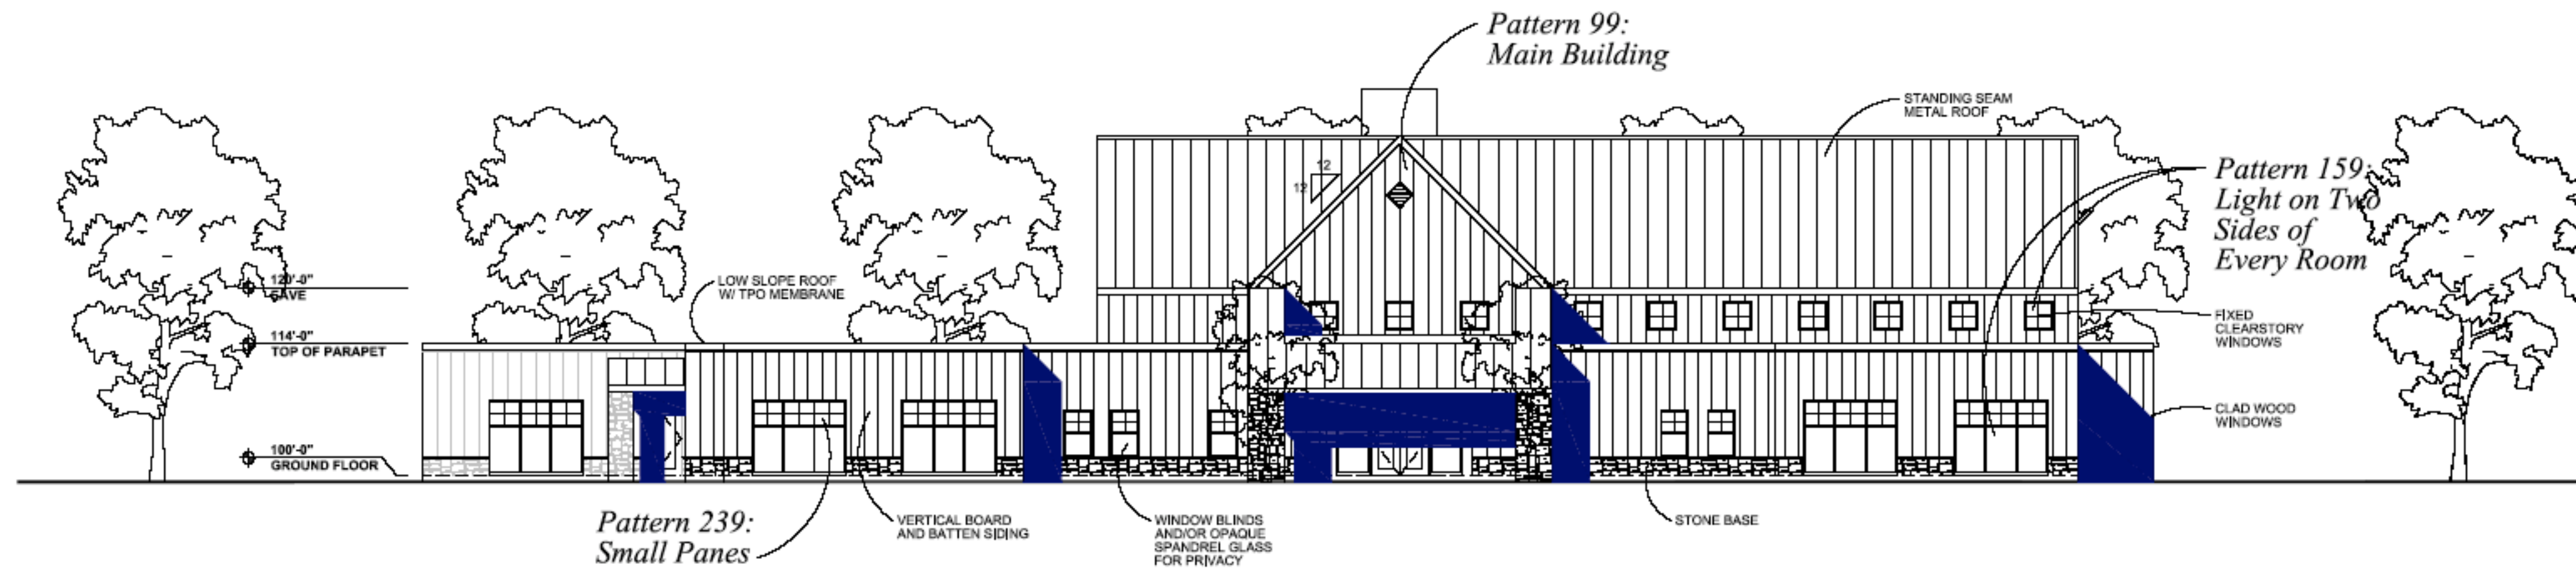 Pattern 99:
Main Building
STANDING SEAM
METAL ROOF
12
12
Pattern 159:
Light on Two
Sides of
Every Room
120'-0"
EAVE
LOW SLOPE ROOF
W/ TPO MEMBRANE
114'-0"
TOP OF PARAPET
FIXED
CLEARSTORY
WINDOWS
CLAD WOOD
WINDOWS
100'-0"
GROUND FLOOR
Pattern 239:
Small Panes
VERTICAL BOARD
AND BATTEN SIDING
WINDOW BLINDS
AND/OR OPAQUE
SPANDREL GLASS
FOR PRIVACY
STONE BASE